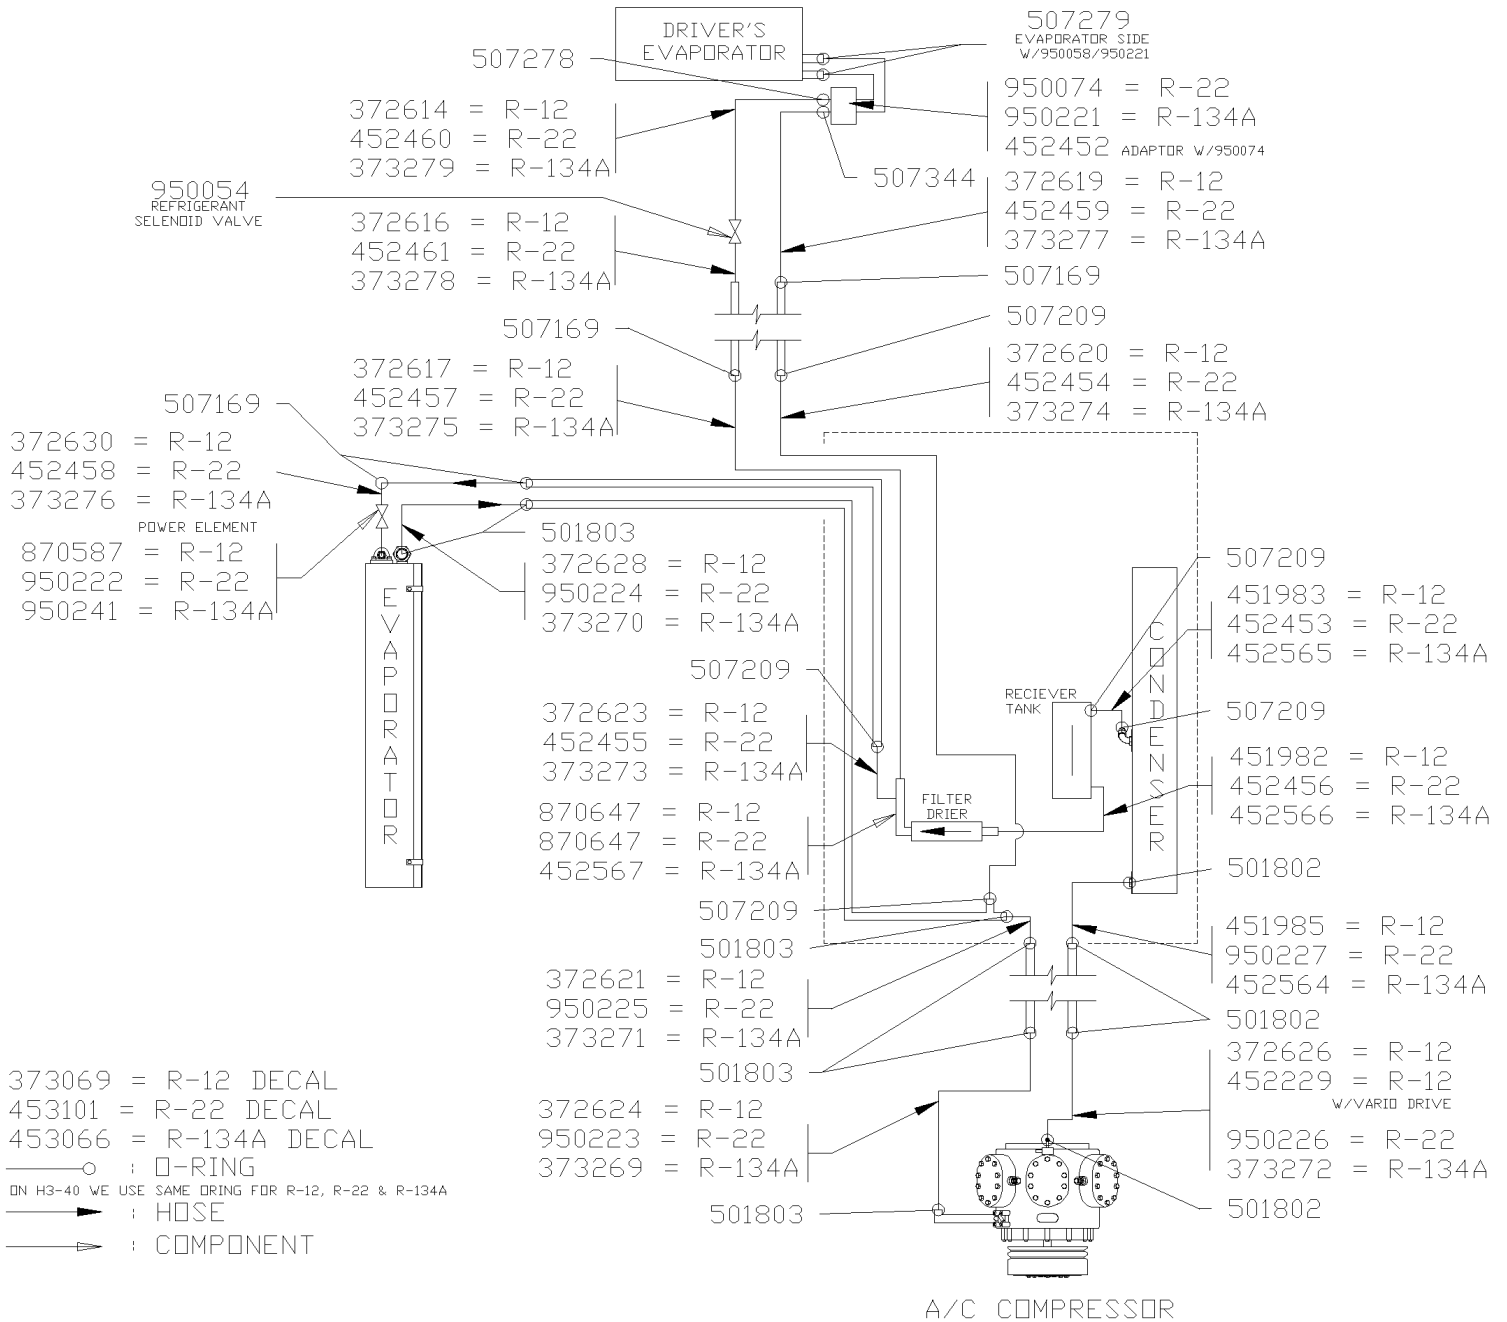 DRIVER'S
EVAPORATOR
507279
EVAPORATOR SIDE
W/950058/950221
507278
372614 = R-12
452460 = R-22
373279 = R-134A
950074 = R-22
950221 = R-134A
452452 ADAPTOR W/950074
507344
950054
REFRIGERANT
SELENOID VALVE
372616 = R-12
452461 = R-22
373278 = R-134A
372619 = R-12
452459 = R-22
373277 = R-134A
507169
507209
507169
372617 = R-12
452457 = R-22
373275 = R-134A
372620 = R-12
452454 = R-22
373274 = R-134A
507169
372630 = R-12
452458 = R-22
373276 = R-134A
POWER ELEMENT
870587 = R-12
950222 = R-22
950241 = R-134A
EVAPORATOR
501803
372628 = R-12
950224 = R-22
373270 = R-134A
507209
372623 = R-12
452455 = R-22
373273 = R-134A
870647 = R-12
870647 = R-22
452567 = R-134A
FILTER
DRIER
RECIEVER
TANK
CONDENSER
507209
451983 = R-12
452453 = R-22
452565 = R-134A
507209
451982 = R-12
452456 = R-22
452566 = R-134A
501802
507209
501803
372621 = R-12
950225 = R-22
373271 = R-134A
451985 = R-12
950227 = R-22
452564 = R-134A
501802
501803
372626 = R-12
452229 = R-12
W/VARIO DRIVE
950226 = R-22
373272 = R-134A
372624 = R-12
950223 = R-22
373269 = R-134A
501803
501802
373069 = R-12 DECAL
453101 = R-22 DECAL
453066 = R-134A DECAL
: O-RING
ON H3-40 WE USE SAME ORING FOR R-12, R-22 & R-134A
: HOSE
: COMPONENT
A/C COMPRESSOR